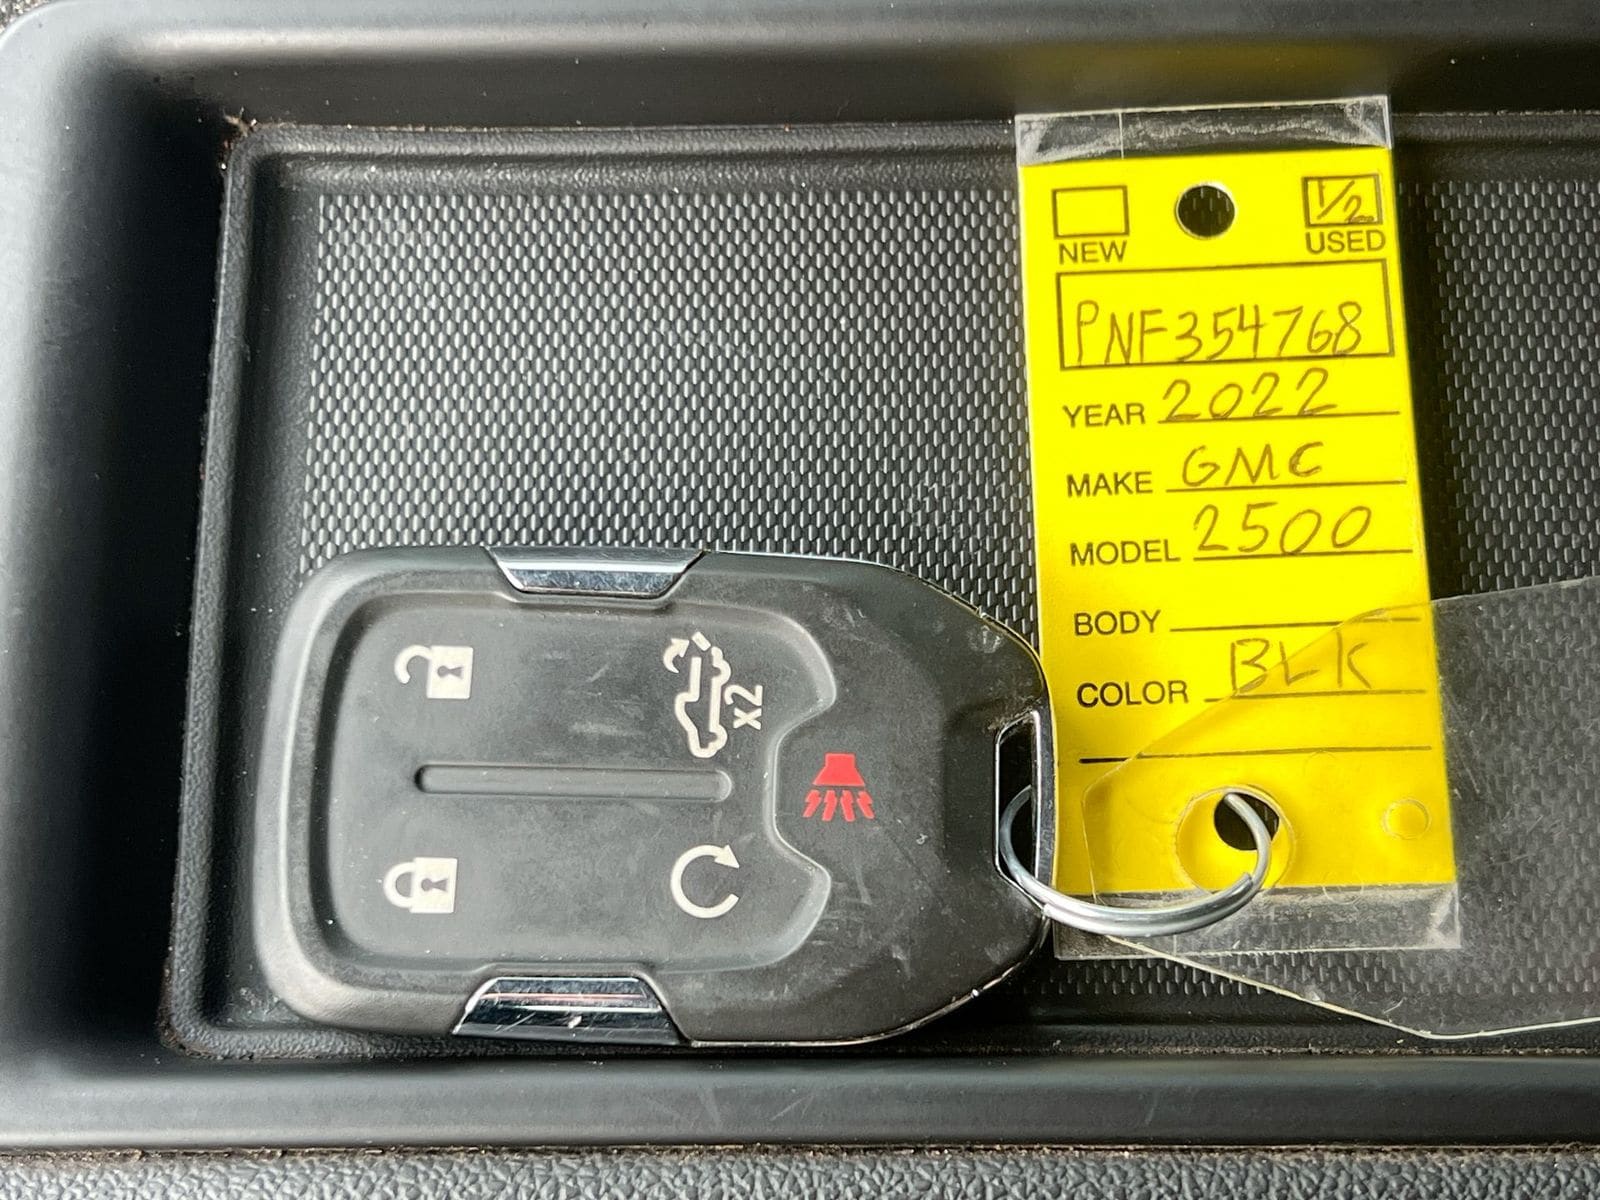 1/2
NEW USED
PNF354768
YEAR 2022
MAKE GMC
MODEL 2500
BODY
COLOR BLK
X2